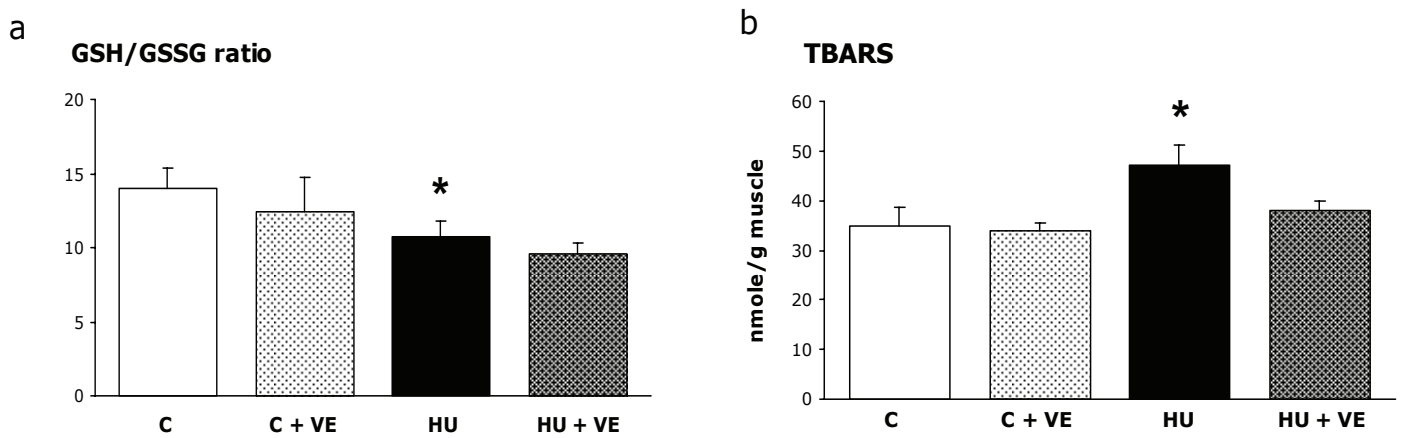 a
GSH/GSSG ratio
20
15
10
5
0
*
C
C + VE
HU
HU + VE
b
TBARS
nmole/g muscle
60
50
40
30
20
10
0
*
C
C + VE
HU
HU + VE